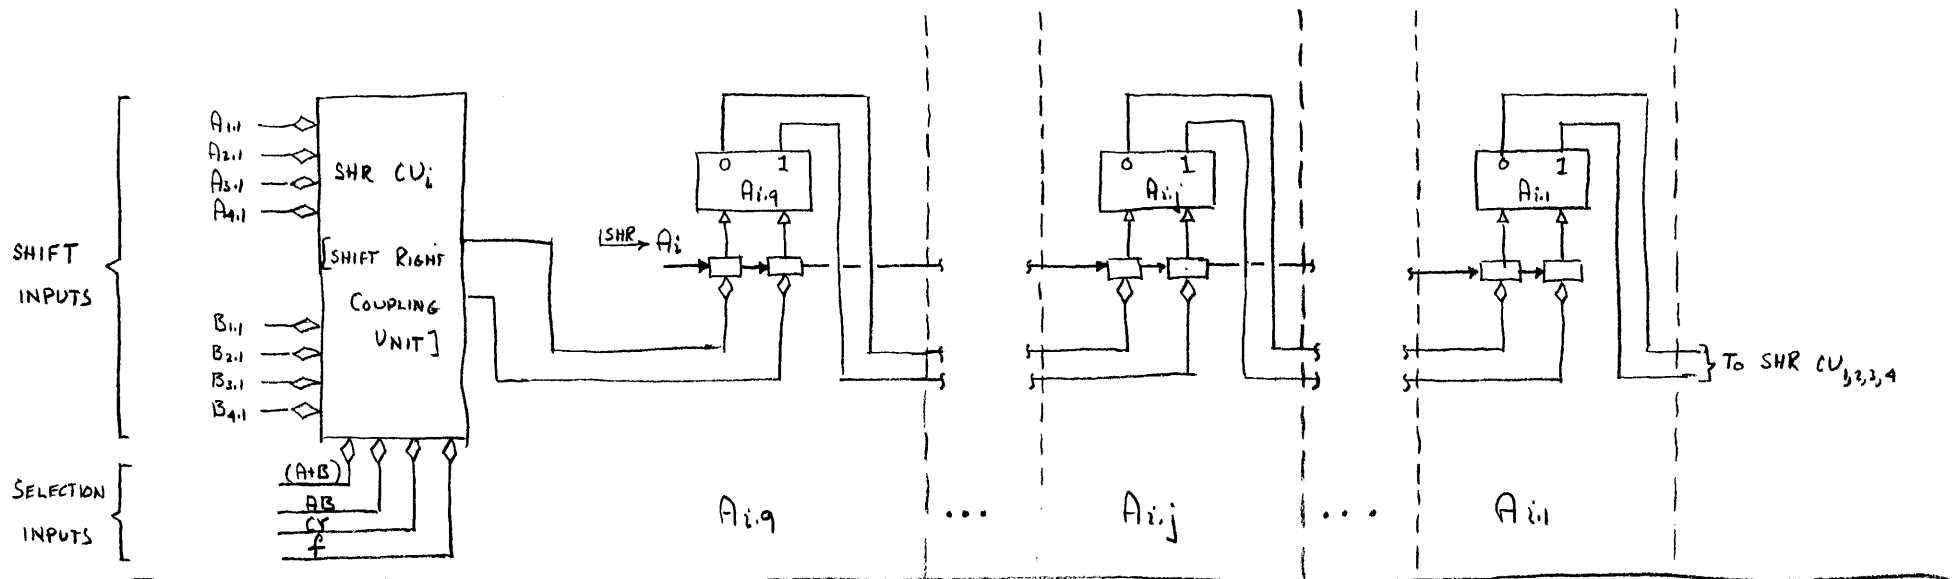 SHIFT
INPUTS
A1.1
A2.1
A3.1
A4.1
SHR CUi
[SHIFT RIGHT
COUPLING
UNIT]
B1.1
B2.1
B3.1
B4.1
SELECTION
INPUTS
(A+B)
AB
CY
f
SHR → Ai
0 1
Ai.9
0 1
Ai.j
0 1
Ai.1
TO SHR CU1,2,3,4
Ai.9 ... Ai.j ... Ai.1